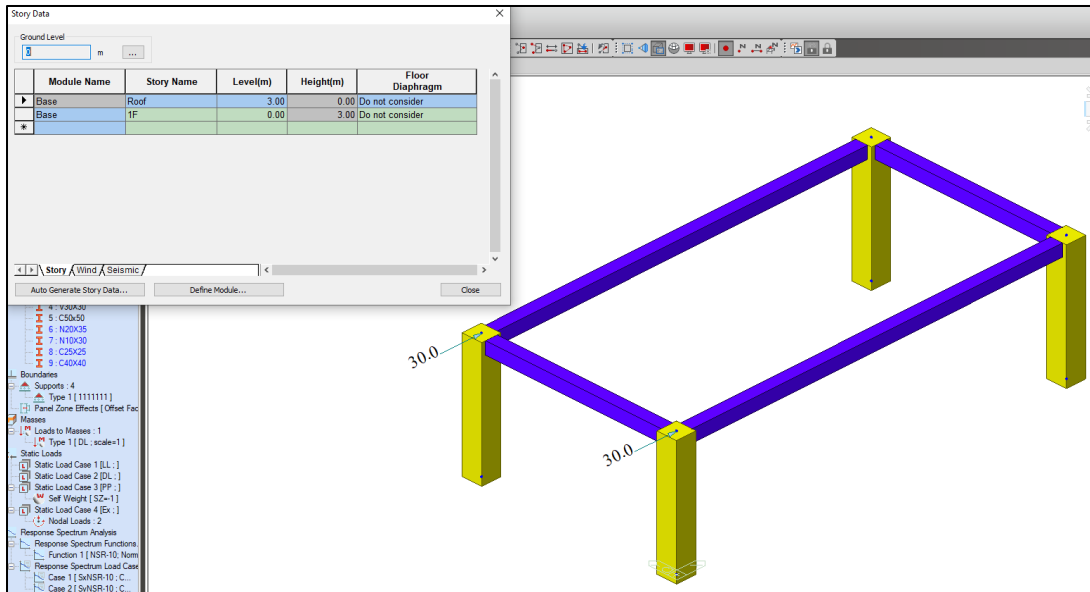 Story Data
Ground Level
0 m ...
Module Name Story Name Level(m) Height(m) Floor Diaphragm
Base Roof 3.00 0.00 Do not consider
Base 1F 0.00 3.00 Do not consider
Story Wind Seismic
Auto Generate Story Data... Define Module... Close
4 : V30X30
5 : C50x50
6 : N20X35
7 : N10X30
8 : C25X25
9 : C40X40
Boundaries
Supports : 4
Type 1 [ 1111111 ]
Panel Zone Effects [ Offset Fac
Masses
Loads to Masses : 1
Type 1 [ DL ; scale=1 ]
Static Loads
Static Load Case 1 [LL ; ]
Static Load Case 2 [DL ; ]
Static Load Case 3 [PP ; ]
Self Weight [ SZ=-1 ]
Static Load Case 4 [Ex ; ]
Nodal Loads : 2
Response Spectrum Analysis
Response Spectrum Functions.
Function 1 [ NSR-10; Norm
Response Spectrum Load Case
Case 1 [ SxNSR-10 ; C...
Case 2 [ SyNSR-10 ; C...
30.0
30.0